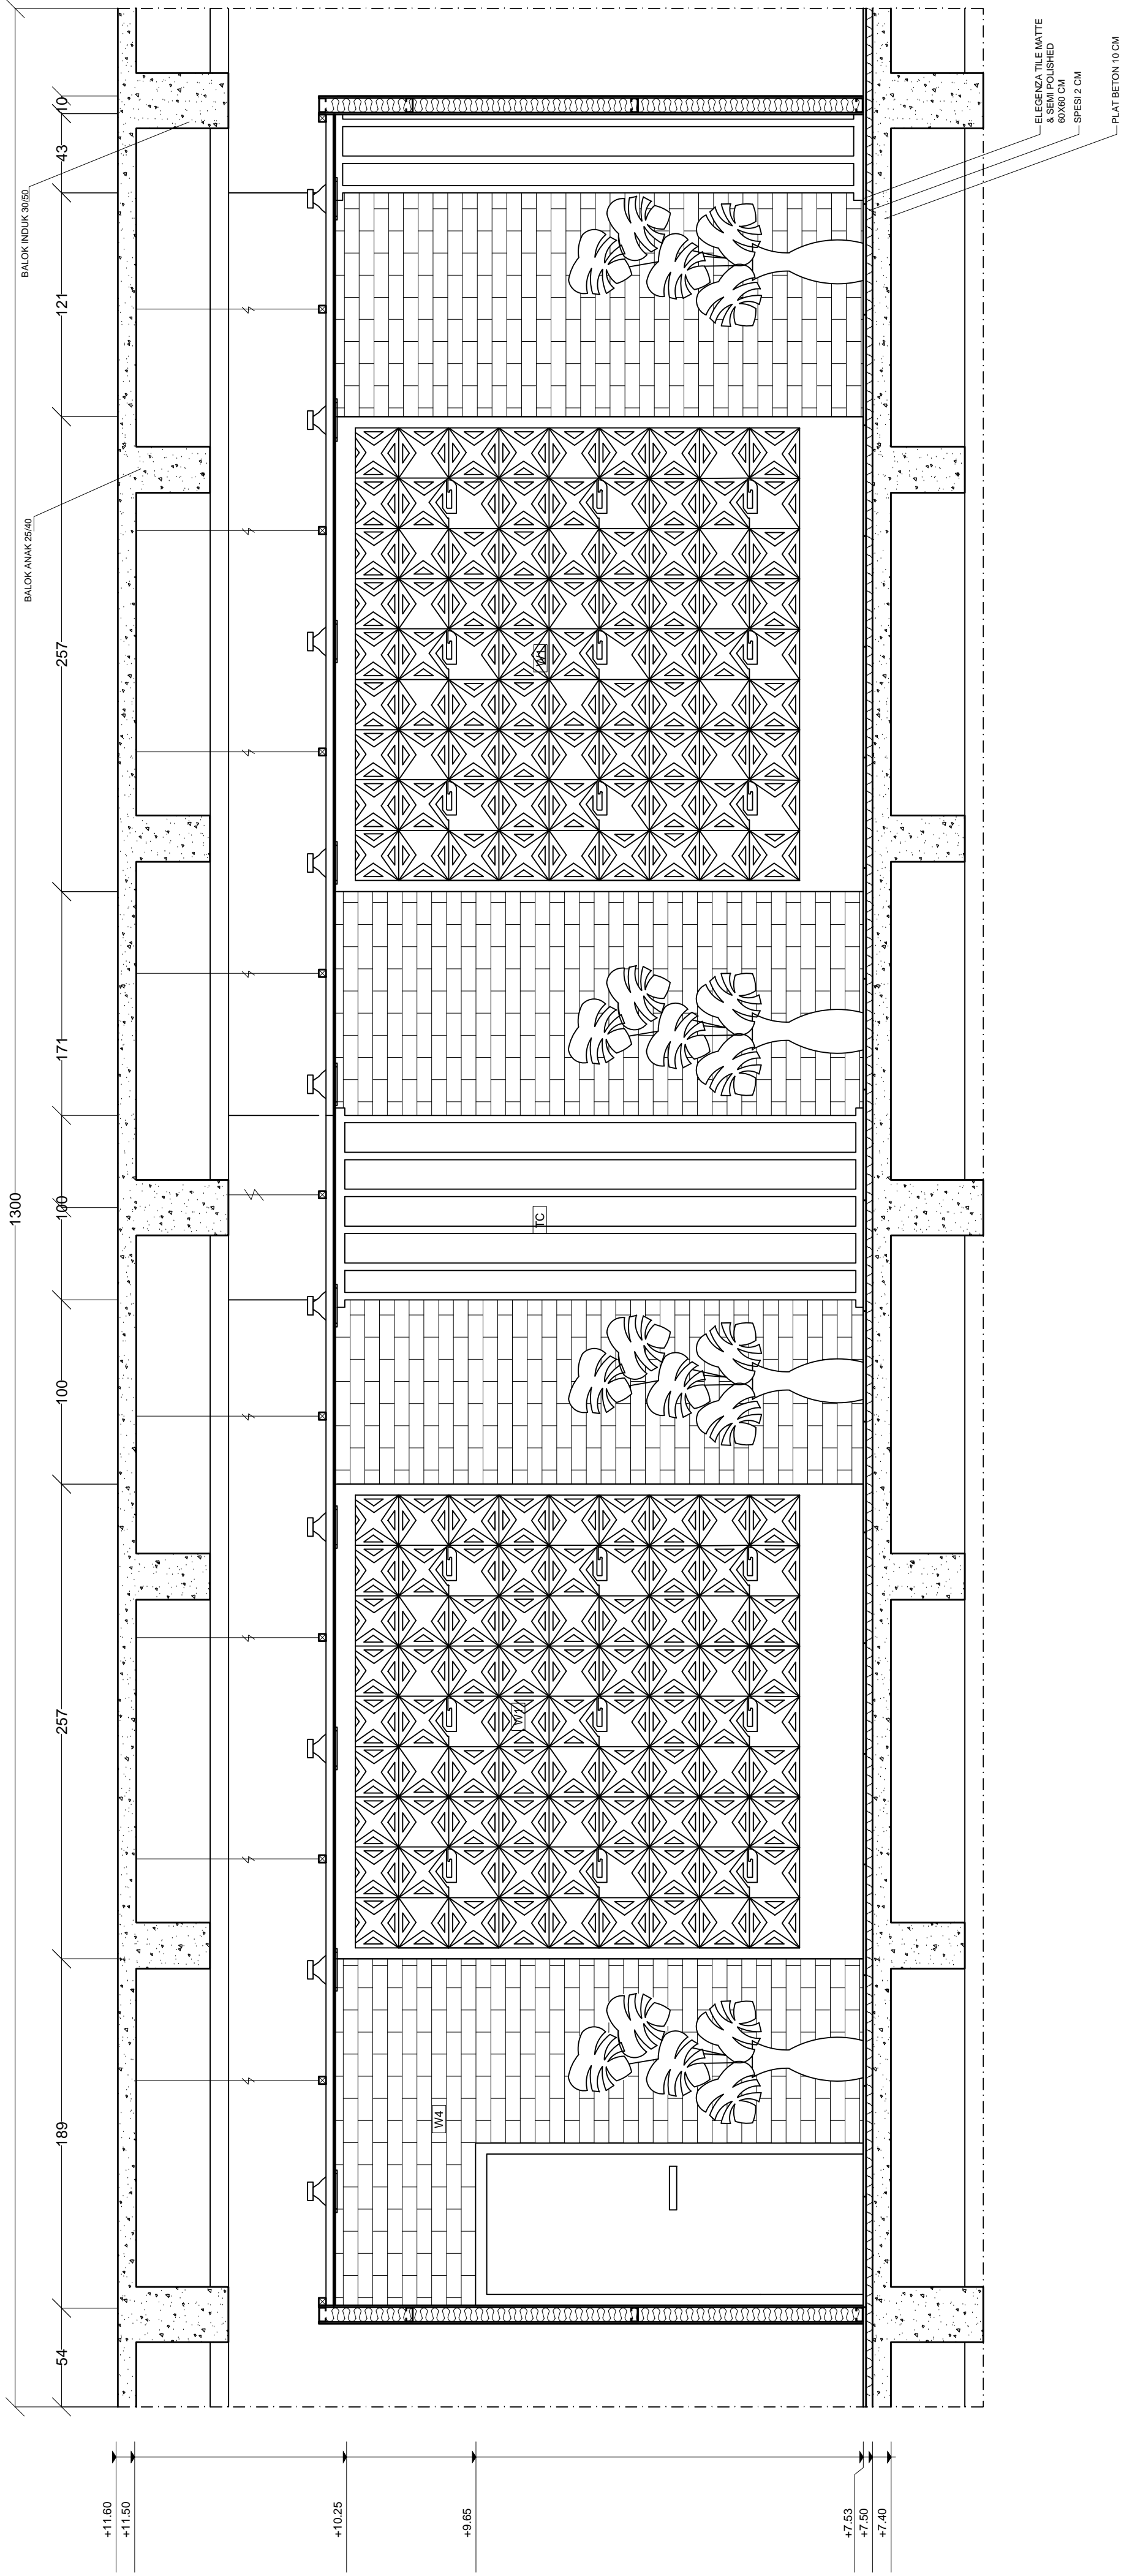 1300
54
189
257
100
100
171
257
121
43
10
BALOK ANAK 25/40
BALOK INDUK 30/50
+11.60
+11.50
+10.25
+9.65
+7.53
+7.50
+7.40
W4
W1
TC
W1
ELEGENZA TILE MATTE
& SEMI POLISHED
60X60 CM
SPESI 2 CM
PLAT BETON 10 CM